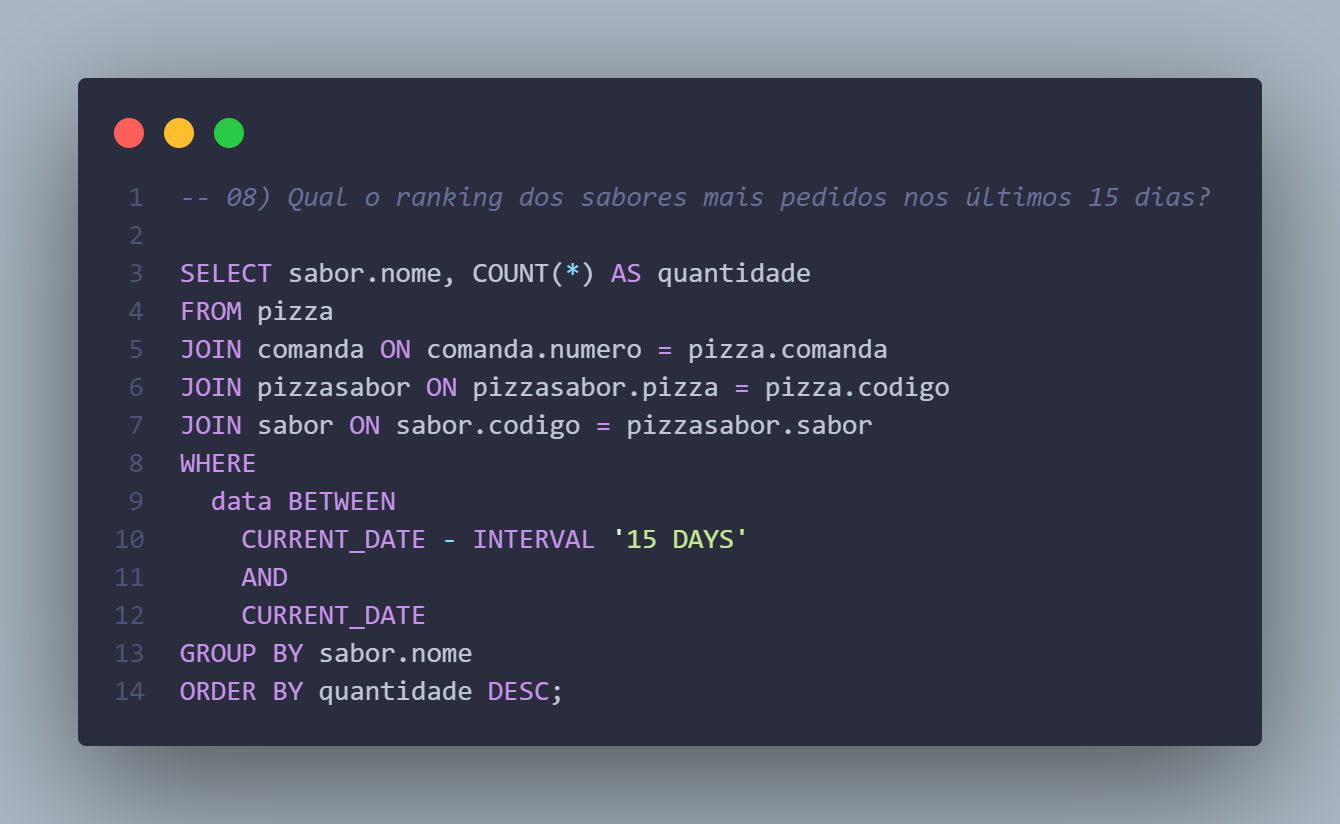 1 -- 08) Qual o ranking dos sabores mais pedidos nos últimos 15 dias?
2
3 SELECT sabor.nome, COUNT(*) AS quantidade
4 FROM pizza
5 JOIN comanda ON comanda.numero = pizza.comanda
6 JOIN pizzasabor ON pizzasabor.pizza = pizza.codigo
7 JOIN sabor ON sabor.codigo = pizzasabor.sabor
8 WHERE
9   data BETWEEN
10     CURRENT_DATE - INTERVAL '15 DAYS'
11     AND
12     CURRENT_DATE
13 GROUP BY sabor.nome
14 ORDER BY quantidade DESC;